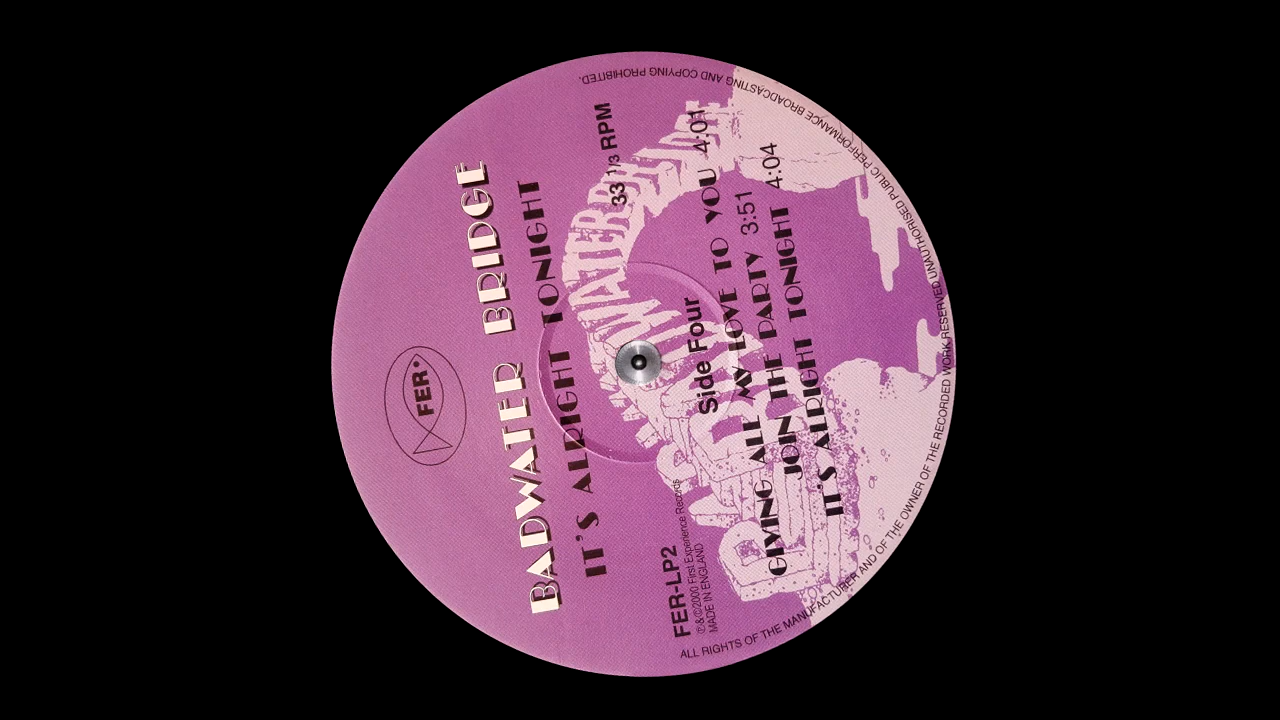 FER
BADWATER BRIDGE
IT'S ALRIGHT TONIGHT
33 1/3 RPM
FER-LP2
℗&©2000 First Experience Records
MADE IN ENGLAND
Side Four
GIVING ALL MY LOVE TO YOU 4:01
JOIN THE PARTY 3:51
IT'S ALRIGHT TONIGHT 4:04
ALL RIGHTS OF THE MANUFACTURER AND OF THE OWNER OF THE RECORDED WORK RESERVED UNAUTHORISED PUBLIC PERFORMANCE BROADCASTING AND COPYING PROHIBITED.